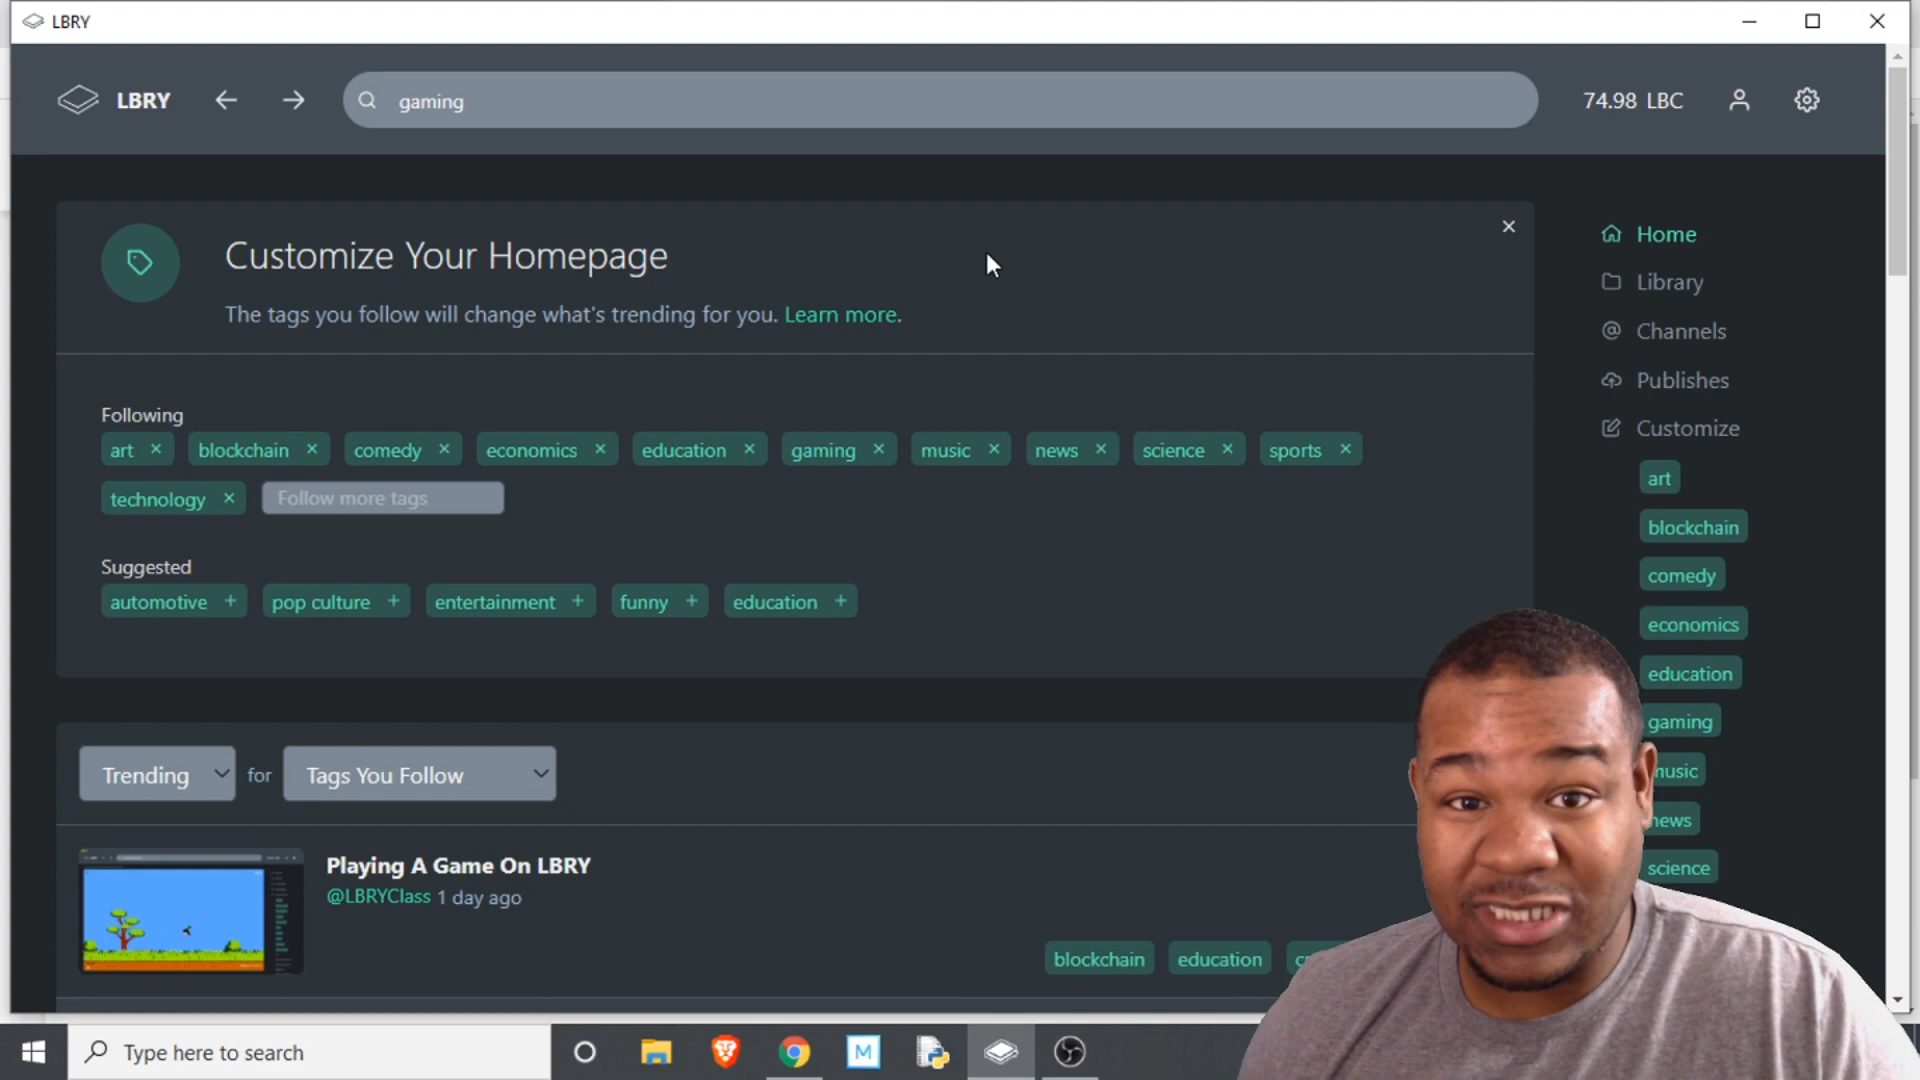 LBRY
LBRY
gaming
74.98 LBC
Customize Your Homepage
The tags you follow will change what's trending for you. Learn more.
Following
art × blockchain × comedy × economics × education × gaming × music × news × science × sports ×
technology × Follow more tags
Suggested
automotive + pop culture + entertainment + funny + education +
Trending for Tags You Follow
Playing A Game On LBRY
@LBRYClass 1 day ago
blockchain education
Home
Library
Channels
Publishes
Customize
art
blockchain
comedy
economics
education
gaming
music
news
science
Type here to search
M